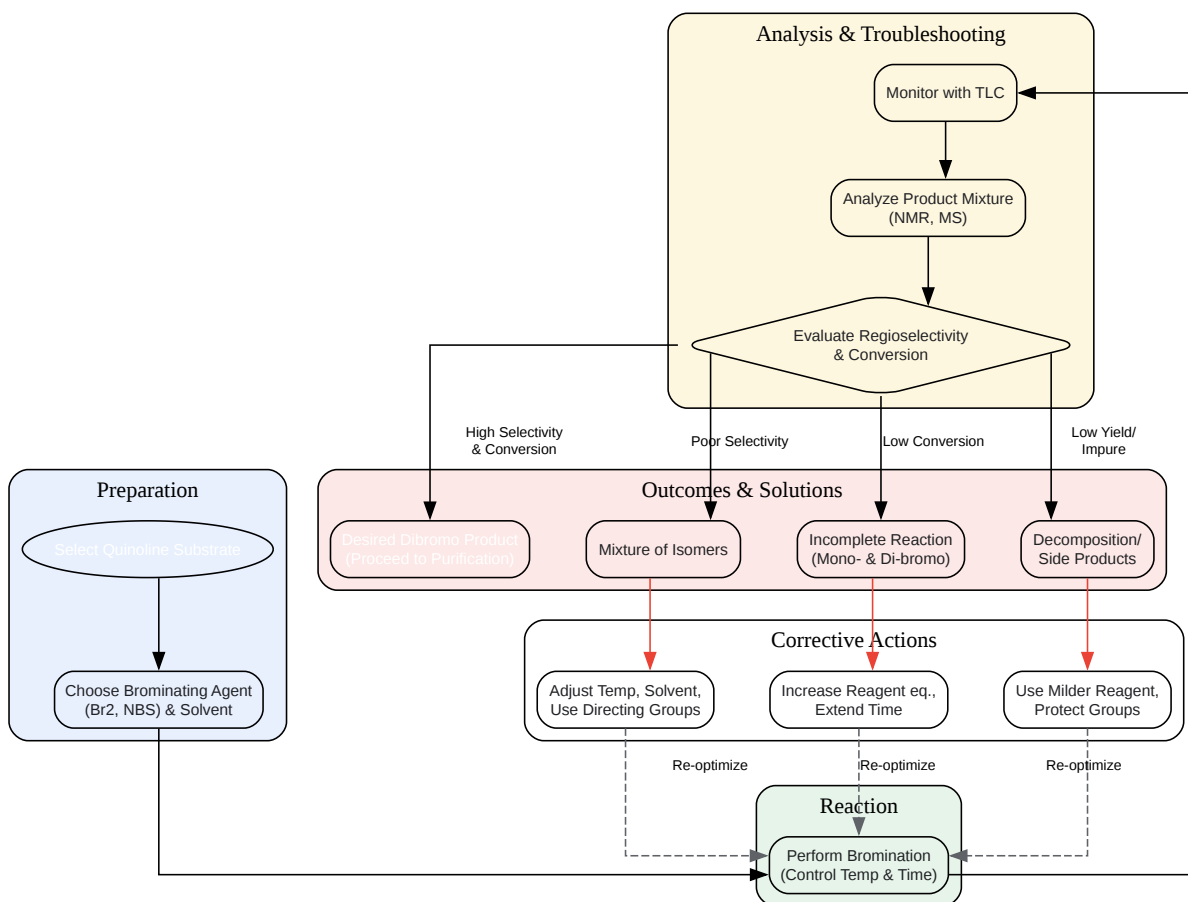 Analysis & Troubleshooting
Monitor with TLC
Analyze Product Mixture
(NMR, MS)
Evaluate Regioselectivity
& Conversion
High Selectivity
& Conversion
Poor Selectivity
Low Conversion
Low Yield/
Impure
Preparation
Select Quinoline Substrate
Choose Brominating Agent
(Br2, NBS) & Solvent
Outcomes & Solutions
Desired Dibromo Product
(Proceed to Purification)
Mixture of Isomers
Incomplete Reaction
(Mono- & Di-bromo)
Decomposition/
Side Products
Corrective Actions
Adjust Temp, Solvent,
Use Directing Groups
Increase Reagent eq.,
Extend Time
Use Milder Reagent,
Protect Groups
Re-optimize
Re-optimize
Re-optimize
Reaction
Perform Bromination
(Control Temp & Time)